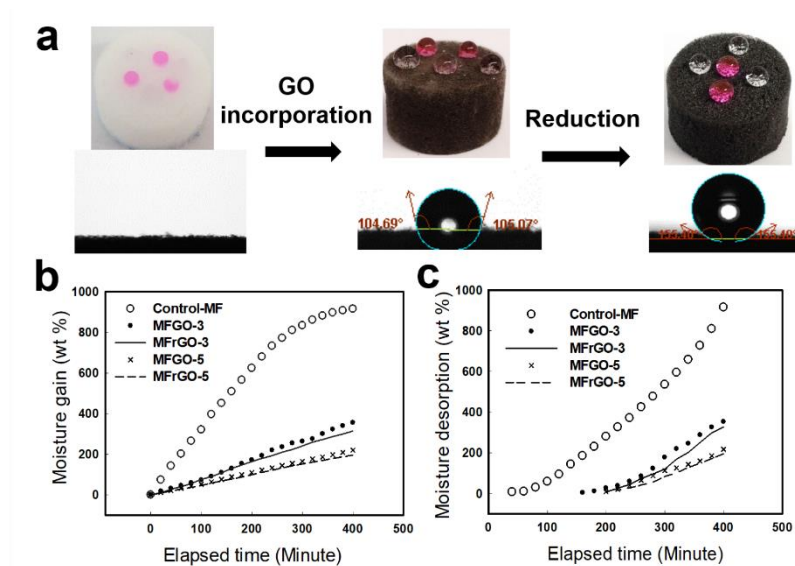 a
GO
incorporation
Reduction
104.69°
105.07°
b
c
Control-MF
MFGO-3
MFrGO-3
MFGO-5
MFrGO-5
Moisture gain (wt %)
1000
800
600
400
200
0
0
100
200
300
400
500
Elapsed time (Minute)
Control-MF
MFGO-3
MFrGO-3
MFGO-5
MFrGO-5
Moisture desorption (wt %)
1000
800
600
400
200
0
0
100
200
300
400
500
Elapsed time (Minute)